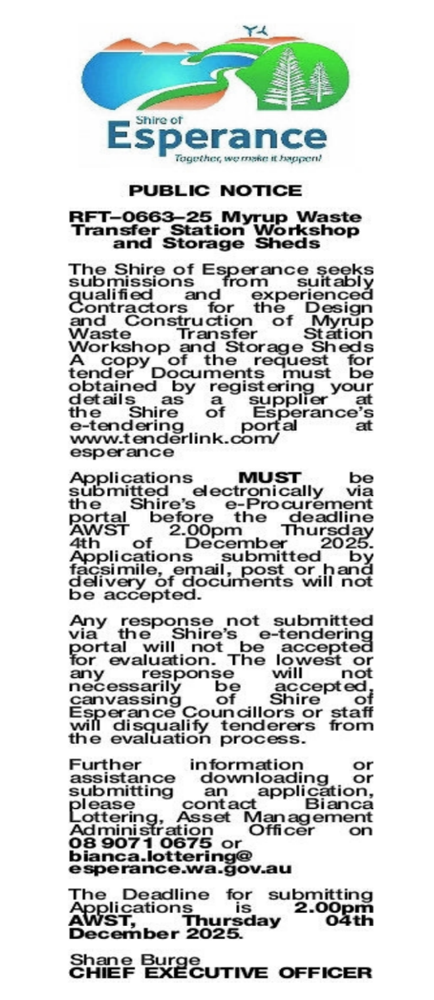 Shire of
Esperance
Together, we make it happen!
PUBLIC NOTICE
RFT–0663–25 Myrup Waste
Transfer Station Workshop
and Storage Sheds
The Shire of Esperance seeks
submissions from suitably
qualified and experienced
Contractors for the Design
and Construction of Myrup
Waste Transfer Station
Workshop and Storage Sheds
A copy of the request for
tender Documents must be
obtained by registering your
details as a supplier at
the Shire of Esperance's
e-tendering portal at
www.tenderlink.com/
esperance
Applications MUST be
submitted electronically via
the Shire's e-Procurement
portal before the deadline
AWST 2.00pm Thursday
4th of December 2025.
Applications submitted by
facsimile, email, post or hand
delivery of documents will not
be accepted.
Any response not submitted
via the Shire's e-tendering
portal will not be accepted
for evaluation. The lowest or
any response will not
necessarily be accepted,
canvassing of Shire of
Esperance Councillors or staff
will disqualify tenderers from
the evaluation process.
Further information or
assistance downloading or
submitting an application,
please contact Bianca
Lottering, Asset Management
Administration Officer on
08 9071 0675 or
bianca.lottering@
esperance.wa.gov.au
The Deadline for submitting
Applications is 2.00pm
AWST, Thursday 04th
December 2025.
Shane Burge
CHIEF EXECUTIVE OFFICER